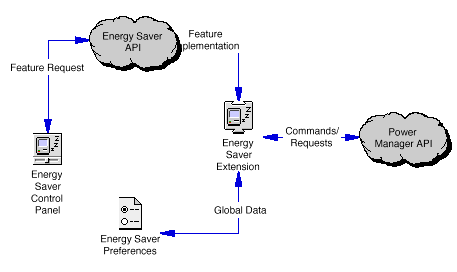 Energy Saver
API
Feature
plementation
Feature Request
Energy
Saver
Extension
Commands/
Requests
Power
Manager API
Energy
Saver
Control
Panel
Global Data
Energy Saver
Preferences